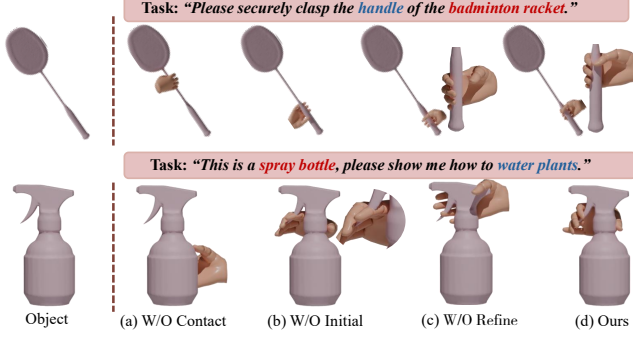 Task: “Please securely clasp the handle of the badminton racket.”
Task: “This is a spray bottle, please show me how to water plants.”
Object (a) W/O Contact (b) W/O Initial (c) W/O Refine (d) Ours